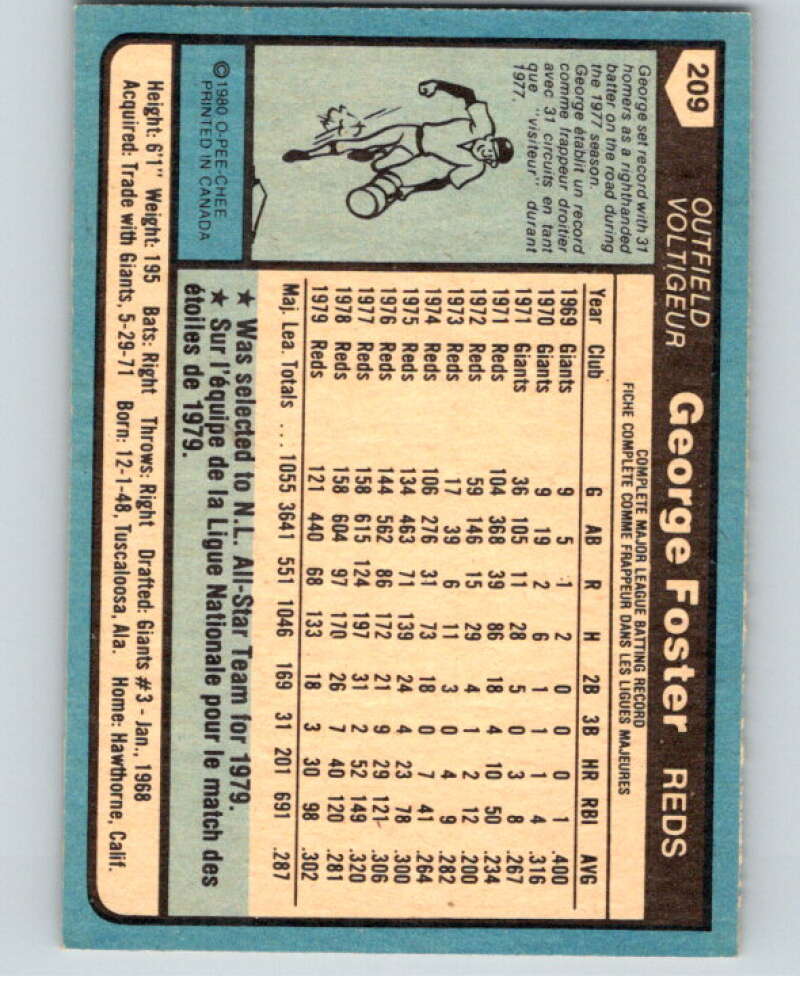 209
OUTFIELD
VOLTIGEUR
George Foster REDS
George set record with 31
homers as a righthanded
batter on the road during
the 1977 season.
George établit un record
comme frappeur droitier
avec 31 circuits en tant
que "visiteur" durant
1977.
© 1980 O-PEE-CHEE
PRINTED IN CANADA
COMPLETE MAJOR LEAGUE BATTING RECORD
FICHE COMPLETE COMME FRAPPEUR DANS LES LIGUES MAJEURES
Year Club G AB R H 2B 3B HR RBI AVG
1969 Giants 9 5 1 2 0 0 0 1 .400
1970 Giants 9 19 2 6 1 1 1 4 .316
1971 Giants 36 105 11 28 5 0 3 8 .267
1971 Reds 104 368 39 86 18 4 10 50 .234
1972 Reds 59 146 15 29 4 1 2 12 .200
1973 Reds 17 39 6 11 3 0 4 9 .282
1974 Reds 106 276 31 73 18 0 7 41 .264
1975 Reds 134 463 71 139 24 4 23 78 .300
1976 Reds 144 562 86 172 21 9 29 121 .306
1977 Reds 158 615 124 197 31 2 52 149 .320
1978 Reds 158 604 97 170 26 7 40 120 .281
1979 Reds 121 440 68 133 18 3 30 98 .302
Maj. Lea. Totals ... 1055 3641 551 1046 169 31 201 691 .287
★ Was selected to N.L. All-Star Team for 1979.
★ Sur l'équipe de la Ligue Nationale pour le match des
étoiles de 1979.
Height: 6'1" Weight: 195 Bats: Right Throws: Right Drafted: Giants #3 - Jan., 1968
Acquired: Trade with Giants, 5-29-71 Born: 12-1-48, Tuscaloosa, Ala. Home: Hawthorne, Calif.